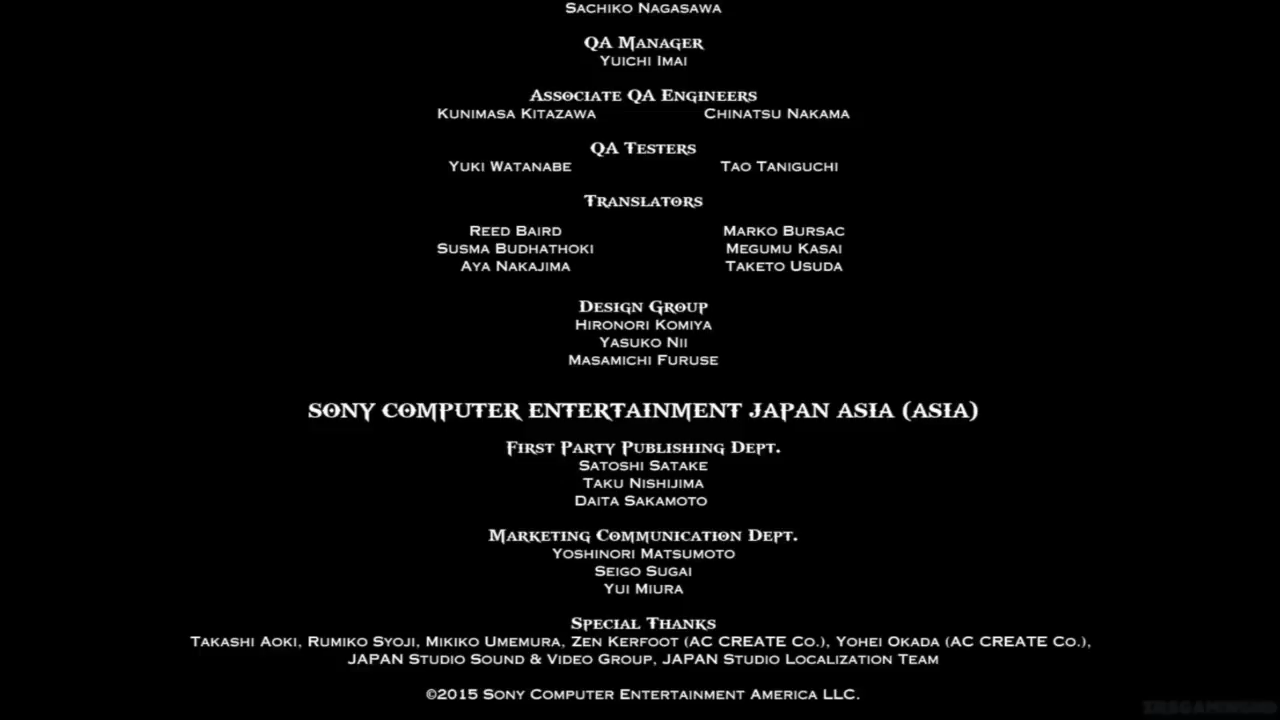 Sachiko Nagasawa
QA Manager
Yuichi Imai
Associate QA Engineers
Kunimasa Kitazawa Chinatsu Nakama
QA Testers
Yuki Watanabe Tao Taniguchi
Translators
Reed Baird Marko Bursac
Susma Budhathoki Megumu Kasai
Aya Nakajima Taketo Usuda
Design Group
Hironori Komiya
Yasuko Nii
Masamichi Furuse
SONY COMPUTER ENTERTAINMENT JAPAN ASIA (ASIA)
First Party Publishing Dept.
Satoshi Satake
Taku Nishijima
Daita Sakamoto
Marketing Communication Dept.
Yoshinori Matsumoto
Seigo Sugai
Yui Miura
Special Thanks
Takashi Aoki, Rumiko Syoji, Mikiko Umemura, Zen Kerfoot (AC CREATE Co.), Yohei Okada (AC CREATE Co.),
JAPAN Studio Sound & Video Group, JAPAN Studio Localization Team
©2015 Sony Computer Entertainment America LLC.